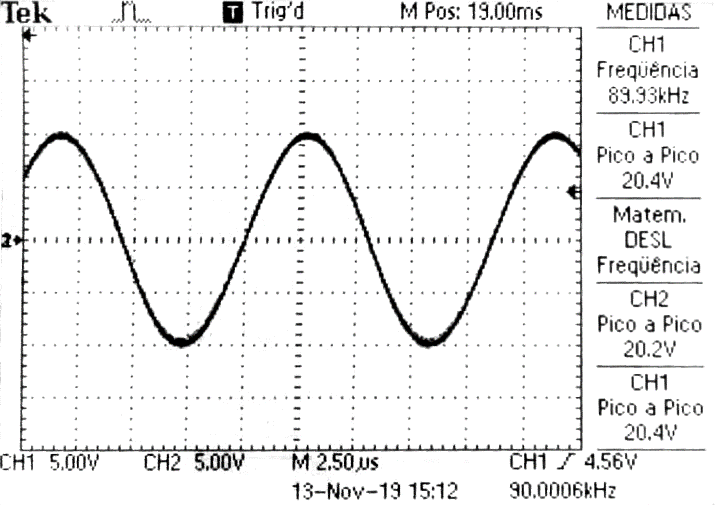 Tek T Trig'd M Pos: 19.00ms MEDIDAS
CH1
Freqüência
89.93kHz
CH1
Pico a Pico
20.4V
Matem.
DESL
Freqüência
CH2
Pico a Pico
20.2V
CH1
Pico a Pico
20.4V
2
CH1 5.00V CH2 5.00V M 2.50µs CH1 4.56V
13-Nov-19 15:12 90.0006kHz